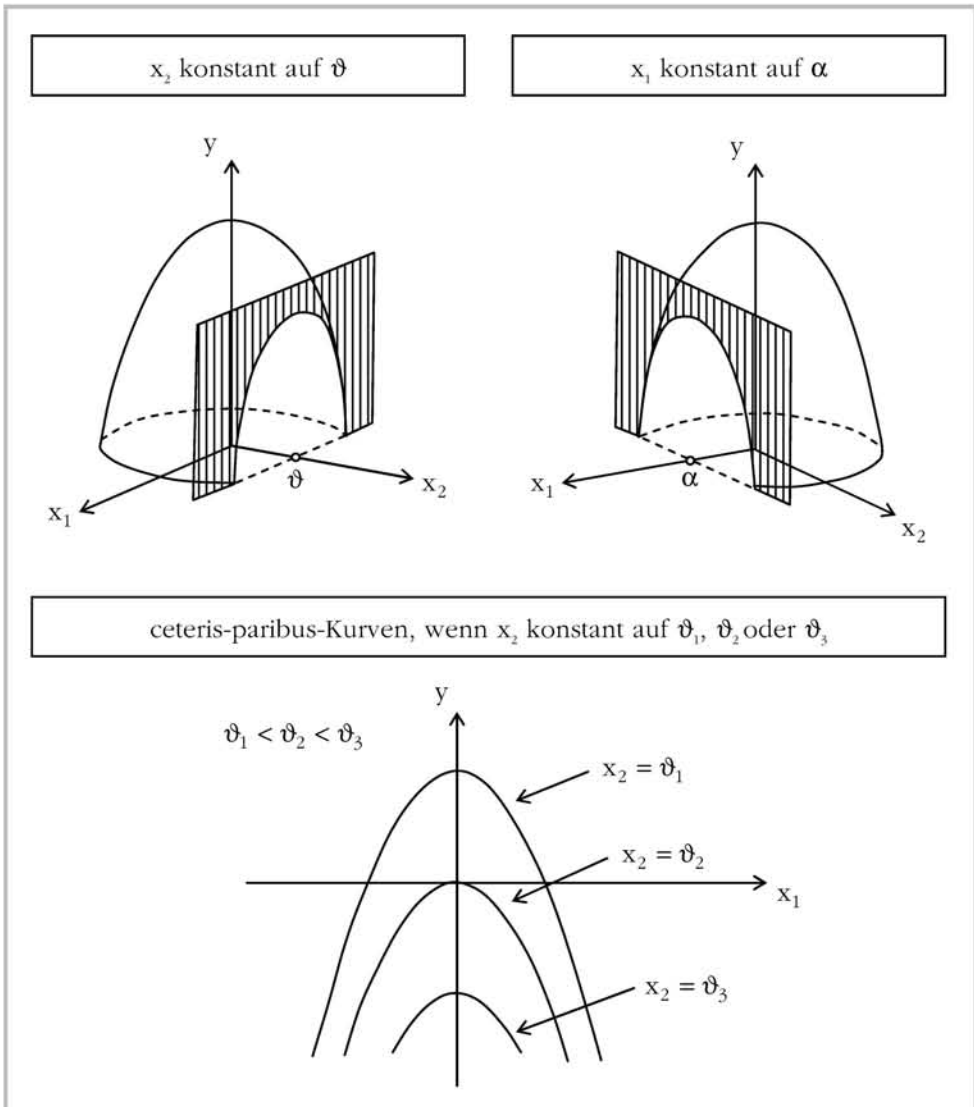 x₂ konstant auf ϑ
x₁ konstant auf α
y
x₁
ϑ
x₂
y
x₁
α
x₂
ceteris-paribus-Kurven, wenn x₂ konstant auf ϑ₁, ϑ₂ oder ϑ₃
y
ϑ₁ < ϑ₂ < ϑ₃
x₂ = ϑ₁
x₂ = ϑ₂
x₁
x₂ = ϑ₃